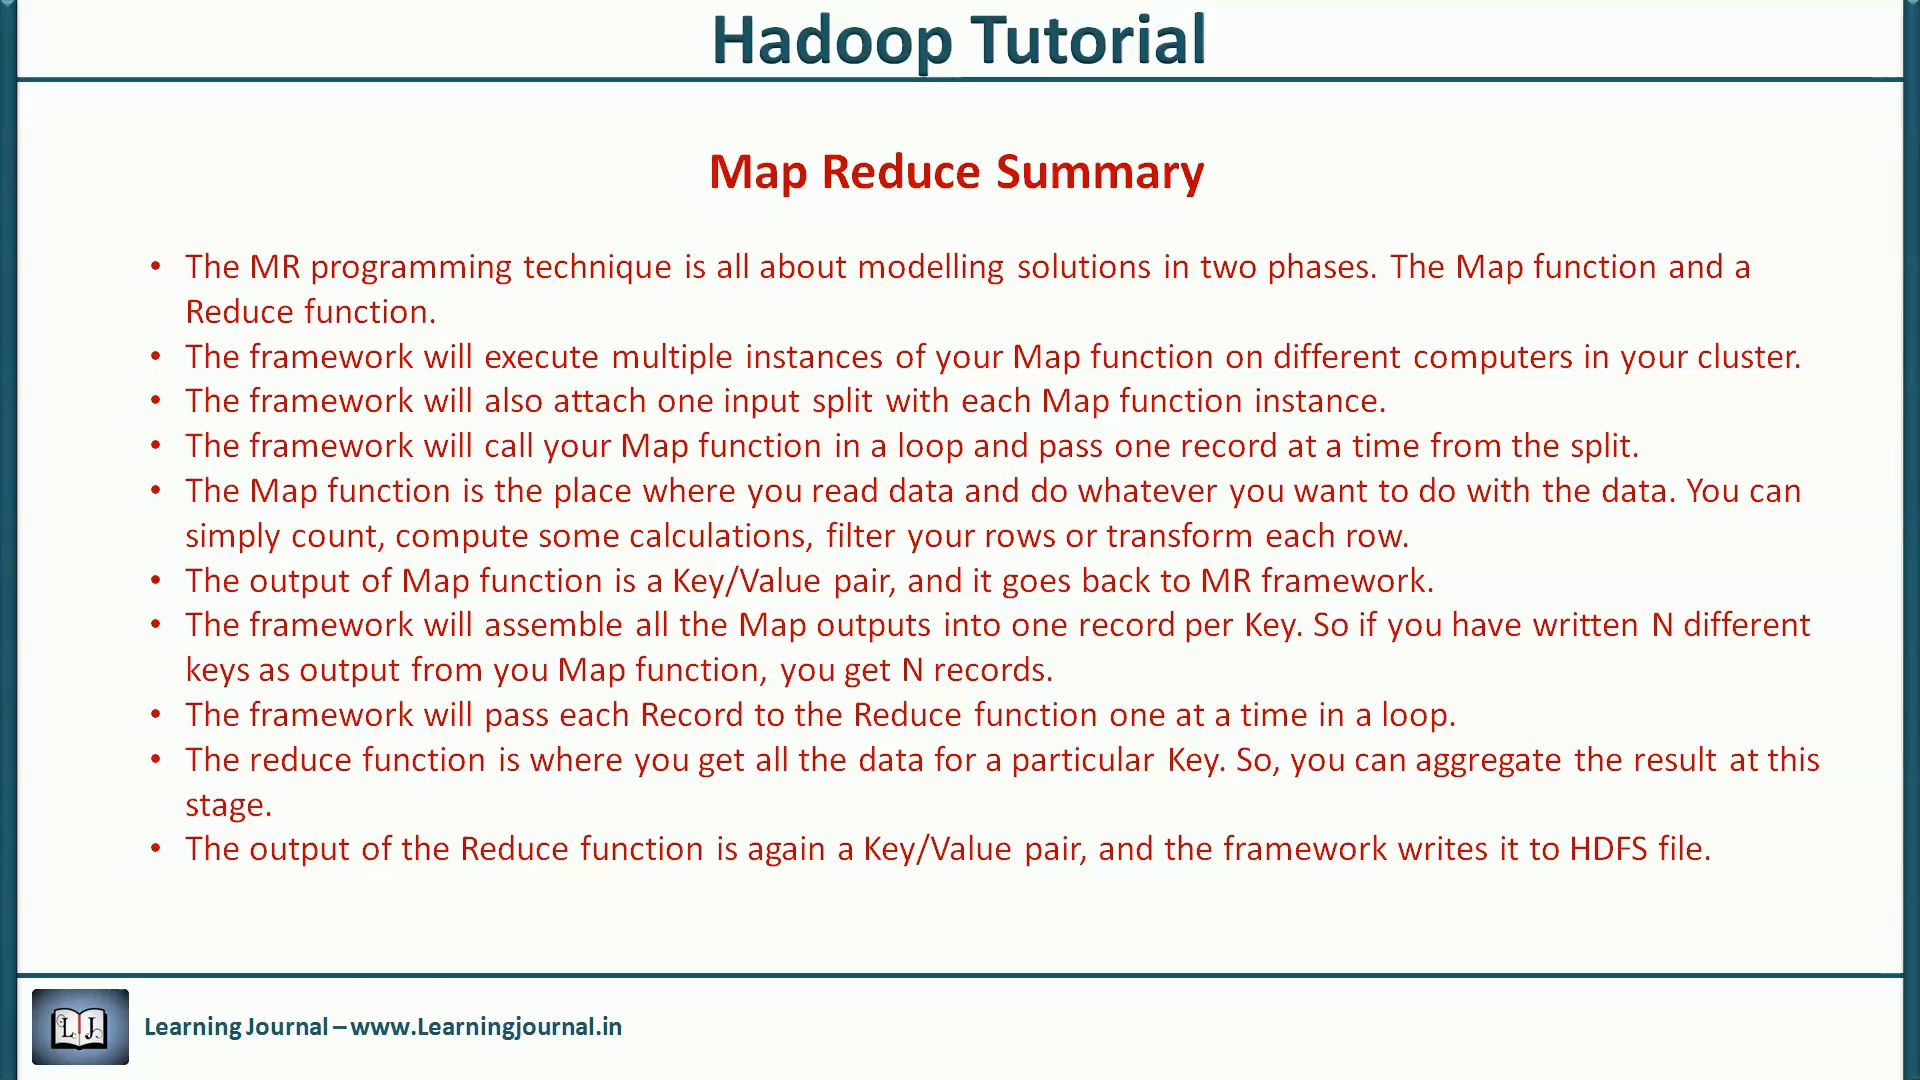 Hadoop Tutorial
Map Reduce Summary
• The MR programming technique is all about modelling solutions in two phases. The Map function and a
Reduce function.
• The framework will execute multiple instances of your Map function on different computers in your cluster.
• The framework will also attach one input split with each Map function instance.
• The framework will call your Map function in a loop and pass one record at a time from the split.
• The Map function is the place where you read data and do whatever you want to do with the data. You can
simply count, compute some calculations, filter your rows or transform each row.
• The output of Map function is a Key/Value pair, and it goes back to MR framework.
• The framework will assemble all the Map outputs into one record per Key. So if you have written N different
keys as output from you Map function, you get N records.
• The framework will pass each Record to the Reduce function one at a time in a loop.
• The reduce function is where you get all the data for a particular Key. So, you can aggregate the result at this
stage.
• The output of the Reduce function is again a Key/Value pair, and the framework writes it to HDFS file.
L J
Learning Journal – www.Learningjournal.in